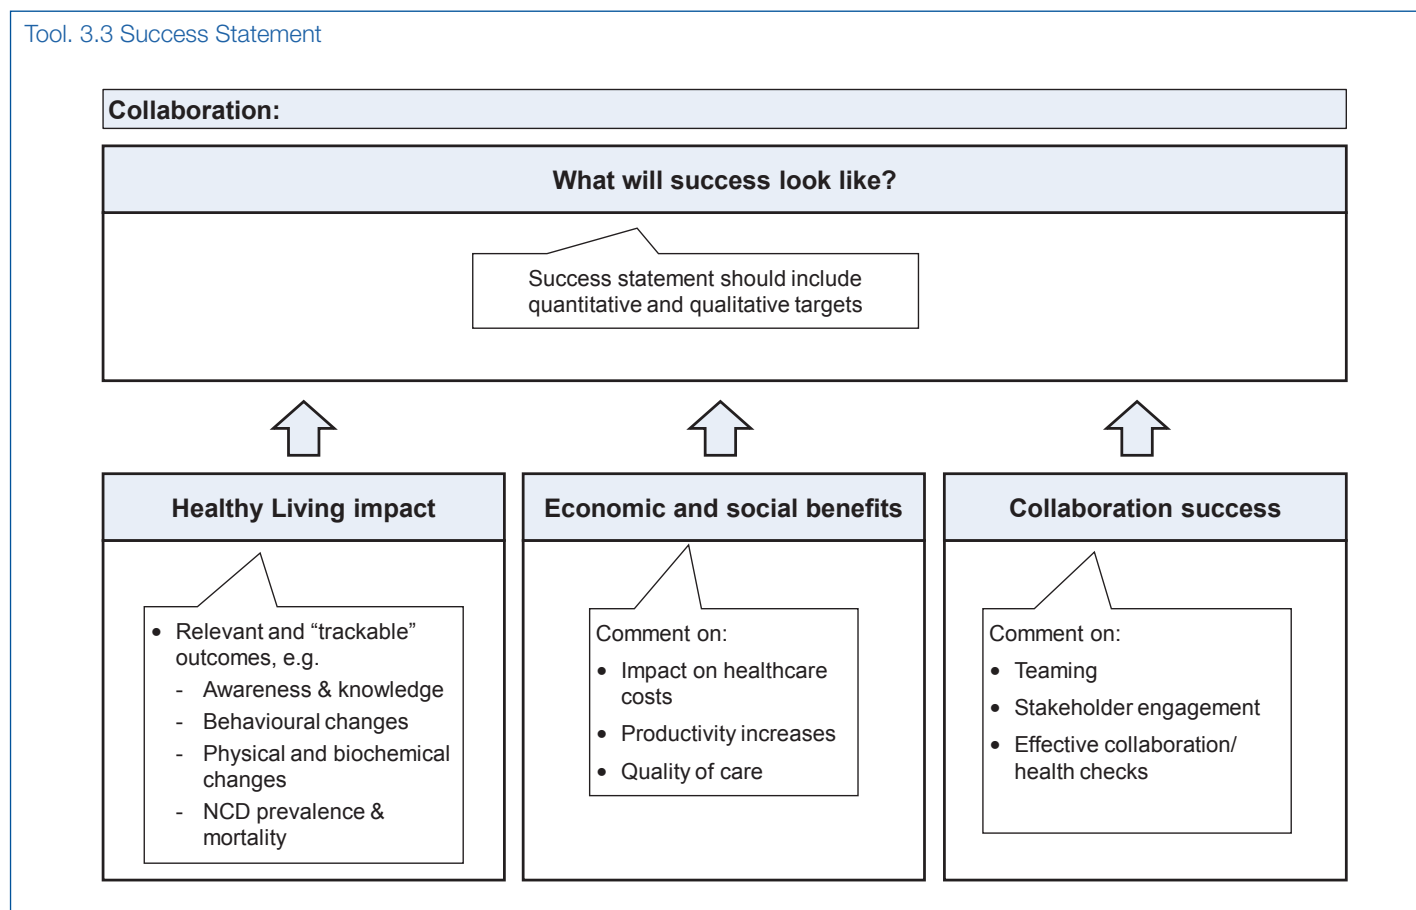 Tool. 3.3 Success Statement
Collaboration:
What will success look like?
Success statement should include
quantitative and qualitative targets
Healthy Living impact
• Relevant and “trackable”
outcomes, e.g.
- Awareness & knowledge
- Behavioural changes
- Physical and biochemical
changes
- NCD prevalence &
mortality
Economic and social benefits
Comment on:
• Impact on healthcare
costs
• Productivity increases
• Quality of care
Collaboration success
Comment on:
• Teaming
• Stakeholder engagement
• Effective collaboration/
health checks